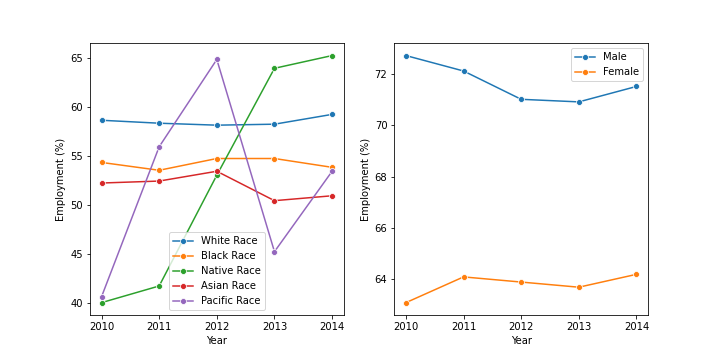 65
60
55
50
45
40
Employment (%)
White Race
Black Race
Native Race
Asian Race
Pacific Race
2010 2011 2012 2013 2014
Year
72
70
68
66
64
Employment (%)
Male
Female
2010 2011 2012 2013 2014
Year